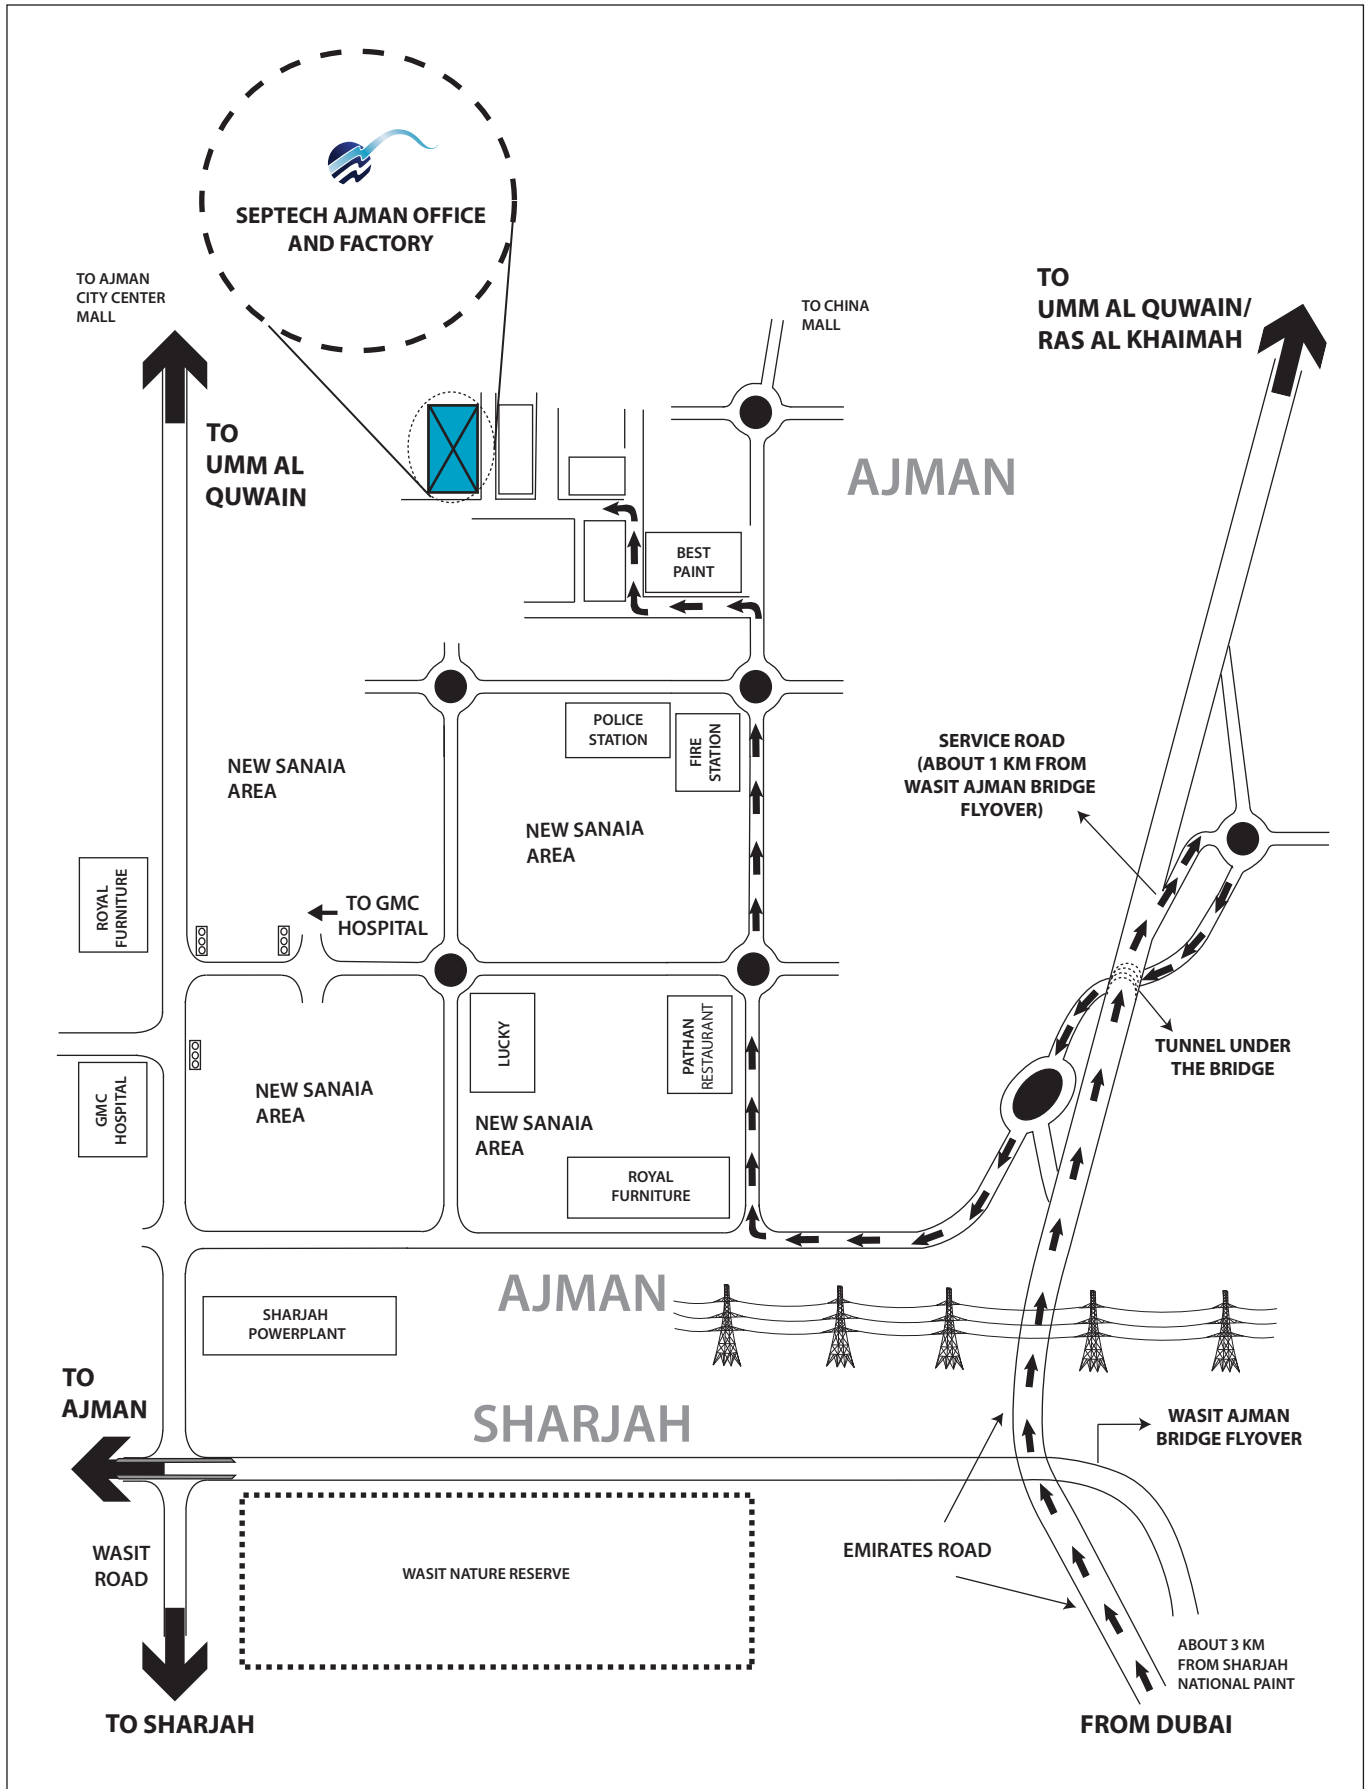 SEPTECH AJMAN OFFICE
AND FACTORY
TO AJMAN
CITY CENTER
MALL
TO
UMM AL QUWAIN/
RAS AL KHAIMAH
TO CHINA
MALL
TO
UMM AL
QUWAIN
AJMAN
BEST
PAINT
POLICE
STATION
FIRE
STATION
SERVICE ROAD
(ABOUT 1 KM FROM
WASIT AJMAN BRIDGE
FLYOVER)
NEW SANAIA
AREA
NEW SANAIA
AREA
ROYAL
FURNITURE
TO GMC
HOSPITAL
LUCKY
PATHAN
RESTAURANT
TUNNEL UNDER
THE BRIDGE
GMC
HOSPITAL
NEW SANAIA
AREA
NEW SANAIA
AREA
ROYAL
FURNITURE
AJMAN
SHARJAH
POWERPLANT
TO
AJMAN
SHARJAH
WASIT AJMAN
BRIDGE FLYOVER
WASIT
ROAD
EMIRATES ROAD
WASIT NATURE RESERVE
ABOUT 3 KM
FROM SHARJAH
NATIONAL PAINT
TO SHARJAH
FROM DUBAI